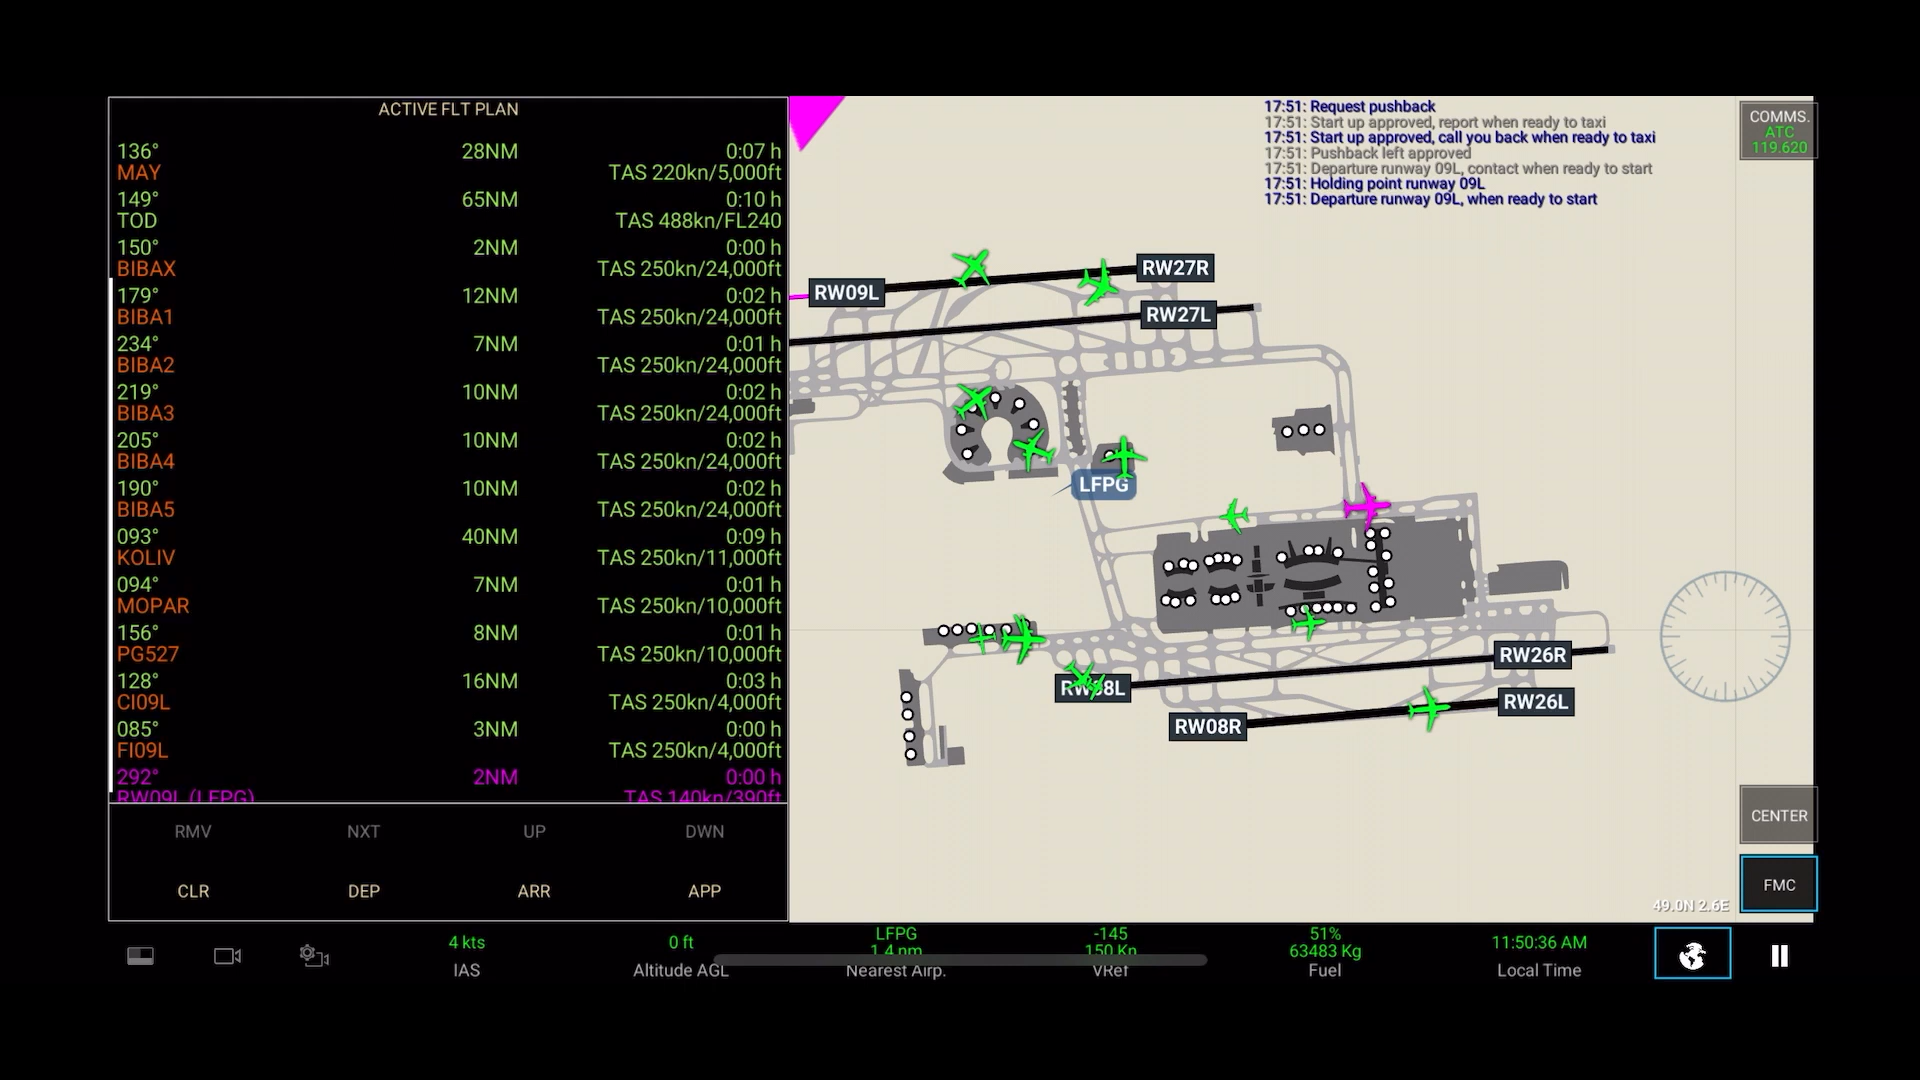 ACTIVE FLT PLAN
136° 28NM 0:07 h
MAY TAS 220kn/5,000ft
149° 65NM 0:10 h
TOD TAS 488kn/FL240
150° 2NM 0:00 h
BIBAX TAS 250kn/24,000ft
179° 12NM 0:02 h
BIBA1 TAS 250kn/24,000ft
234° 7NM 0:01 h
BIBA2 TAS 250kn/24,000ft
219° 10NM 0:02 h
BIBA3 TAS 250kn/24,000ft
205° 10NM 0:02 h
BIBA4 TAS 250kn/24,000ft
190° 10NM 0:02 h
BIBA5 TAS 250kn/24,000ft
093° 40NM 0:09 h
KOLIV TAS 250kn/11,000ft
094° 7NM 0:01 h
MOPAR TAS 250kn/10,000ft
156° 8NM 0:01 h
PG527 TAS 250kn/10,000ft
128° 16NM 0:03 h
CI09L TAS 250kn/4,000ft
085° 3NM 0:00 h
FI09L TAS 250kn/4,000ft
292° 2NM 0:00 h
RW09L (LFPG) TAS 140kn/390ft
RMV NXT UP DWN
CLR DEP ARR APP
17:51: Request pushback
17:51: Start up approved, report when ready to taxi
17:51: Start up approved, call you back when ready to taxi
17:51: Pushback left approved
17:51: Departure runway 09L, contact when ready to start
17:51: Holding point runway 09L
17:51: Departure runway 09L, when ready to start
COMMS.
ATC
119.620
RW27R
RW09L
RW27L
LFPG
RW26R
RW08L
RW26L
RW08R
CENTER
FMC
49.0N 2.6E
4 kts
IAS
0 ft
Altitude AGL
LFPG
1.4 nm
Nearest Airp.
-145
150 Kn
VRef
51%
63483 Kg
Fuel
11:50:36 AM
Local Time